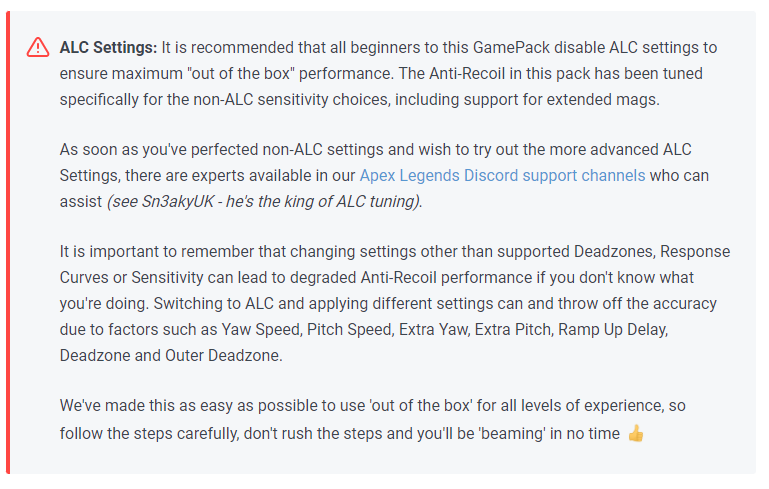 ALC Settings: It is recommended that all beginners to this GamePack disable ALC settings to
ensure maximum "out of the box" performance. The Anti-Recoil in this pack has been tuned
specifically for the non-ALC sensitivity choices, including support for extended mags.
As soon as you've perfected non-ALC settings and wish to try out the more advanced ALC
Settings, there are experts available in our Apex Legends Discord support channels who can
assist (see Sn3akyUK - he's the king of ALC tuning).
It is important to remember that changing settings other than supported Deadzones, Response
Curves or Sensitivity can lead to degraded Anti-Recoil performance if you don't know what
you're doing. Switching to ALC and applying different settings can and throw off the accuracy
due to factors such as Yaw Speed, Pitch Speed, Extra Yaw, Extra Pitch, Ramp Up Delay,
Deadzone and Outer Deadzone.
We've made this as easy as possible to use 'out of the box' for all levels of experience, so
follow the steps carefully, don't rush the steps and you'll be 'beaming' in no time 👍